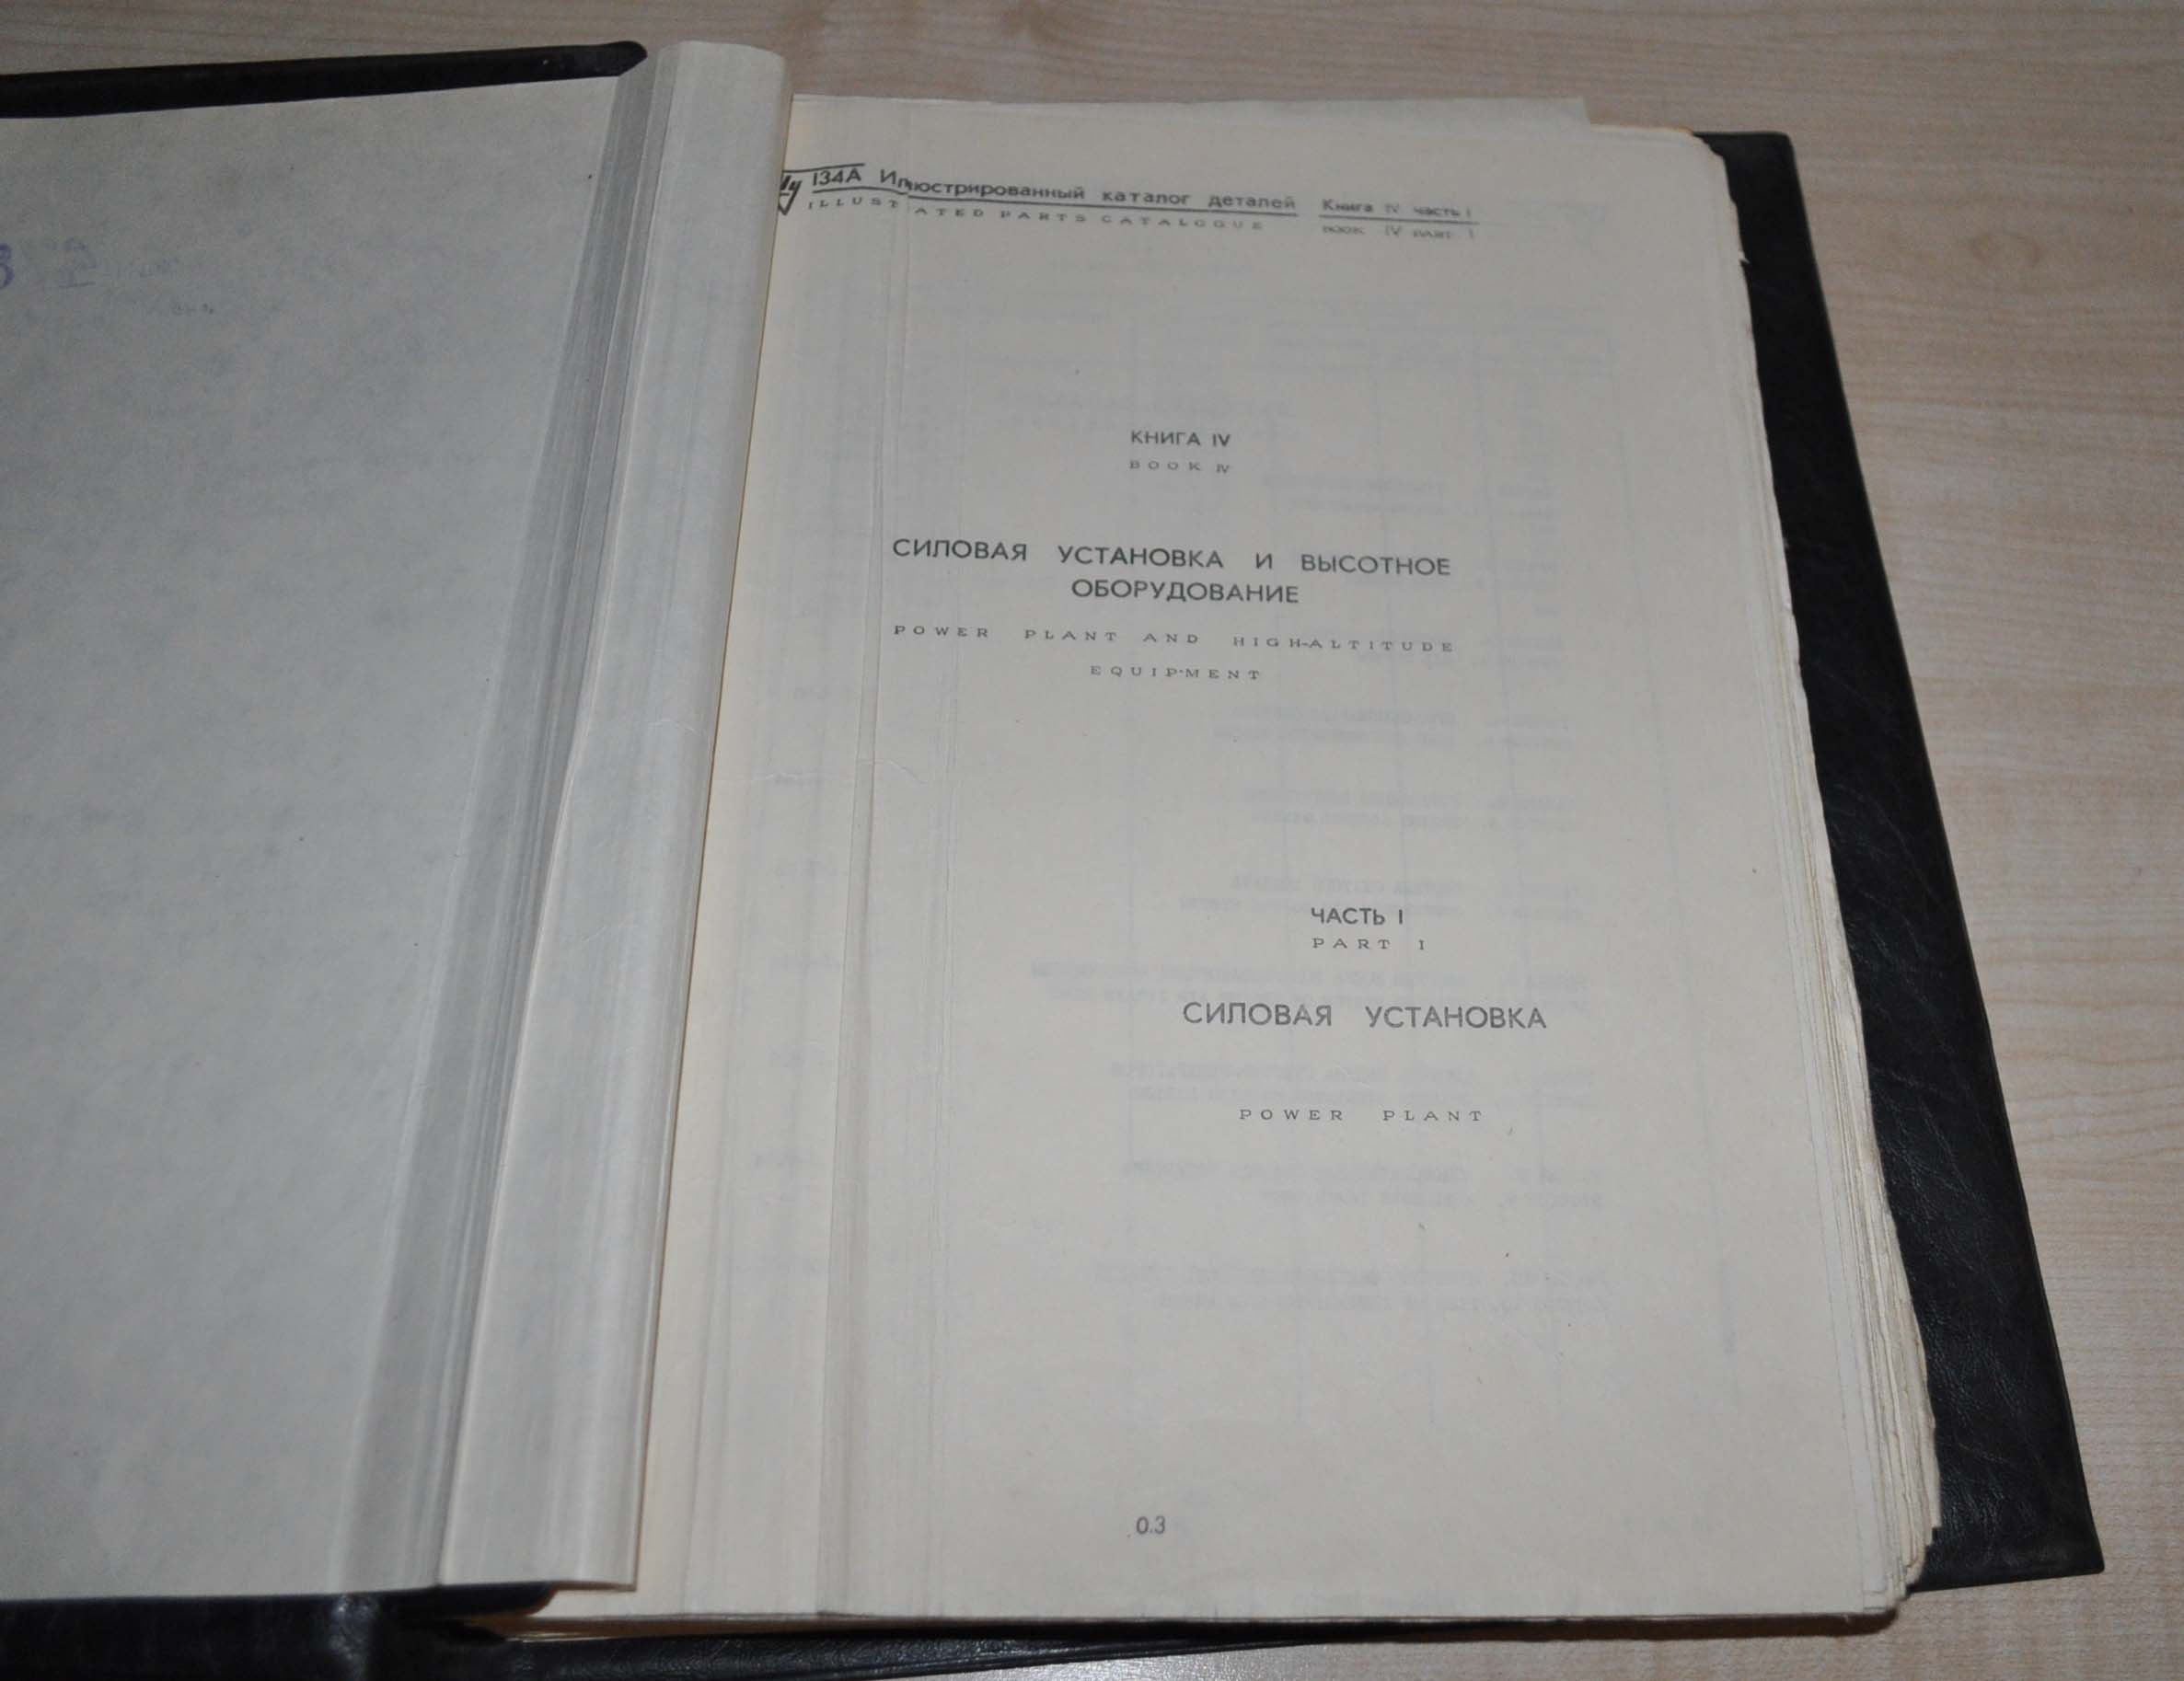 134А Иллюстрированный каталог деталей Книга IV часть I
ILLUSTRATED PARTS CATALOGUE BOOK IV PART I
КНИГА IV
BOOK IV
СИЛОВАЯ УСТАНОВКА И ВЫСОТНОЕ
ОБОРУДОВАНИЕ
POWER PLANT AND HIGH-ALTITUDE
EQUIPMENT
ЧАСТЬ I
PART I
СИЛОВАЯ УСТАНОВКА
POWER PLANT
0.3